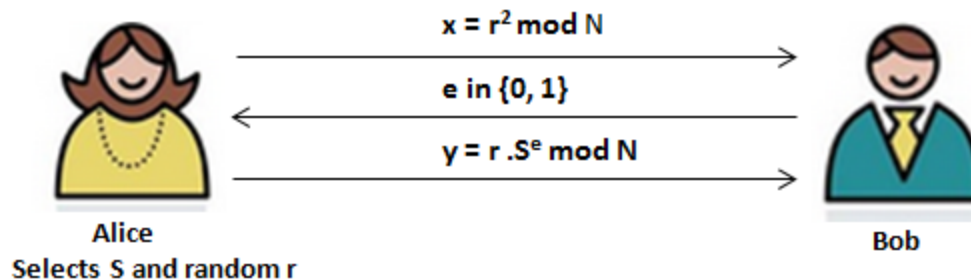 x = r² mod N
e in {0, 1}
y = r .Sᵉ mod N
Alice
Selects S and random r
Bob